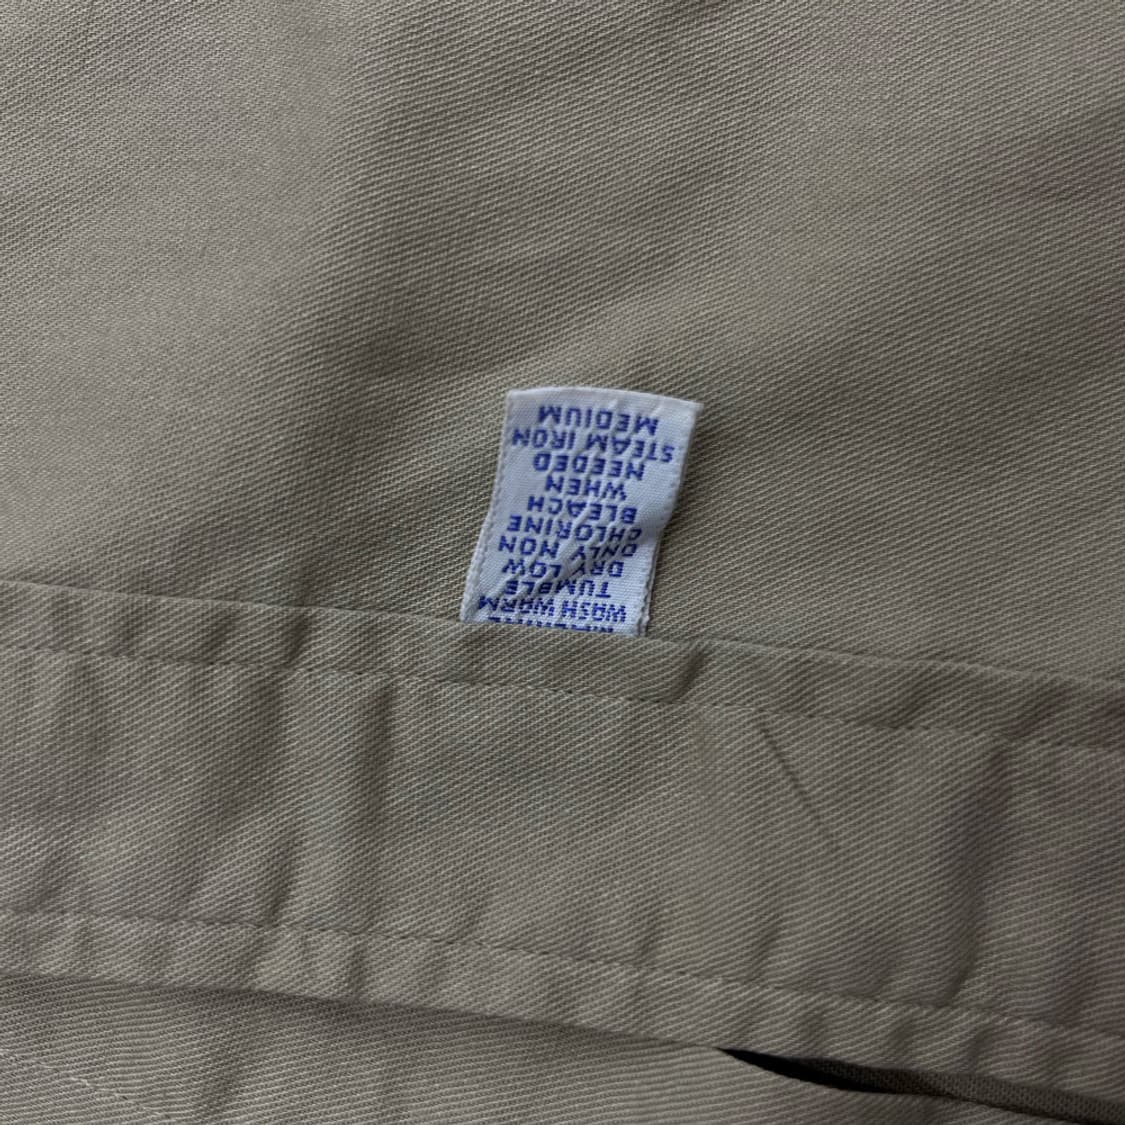 WASH WARM
TUMBLE
DRY LOW
ONLY NON
CHLORINE
BLEACH
WHEN
NEEDED
STEAM IRON
MEDIUM